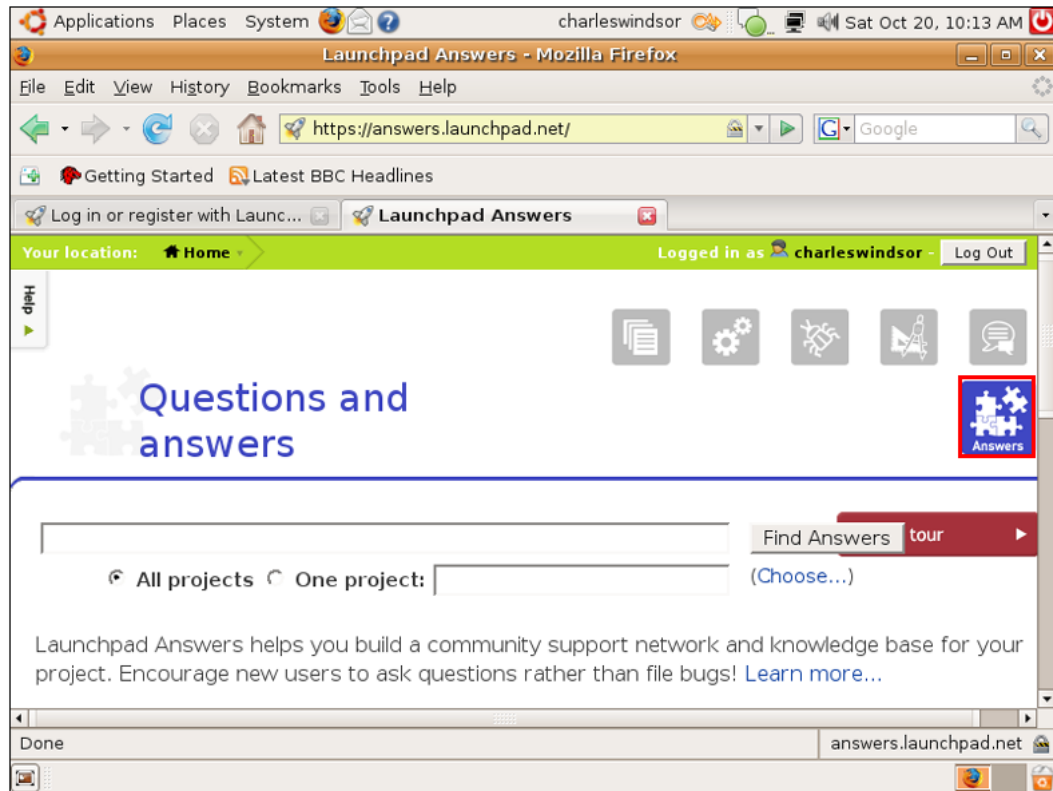 Applications Places System charleswindsor Sat Oct 20, 10:13 AM
Launchpad Answers - Mozilla Firefox
File Edit View History Bookmarks Tools Help
https://answers.launchpad.net/ G Google
Getting Started Latest BBC Headlines
Log in or register with Launc... Launchpad Answers
Your location: Home Logged in as charleswindsor - Log Out
Help
Questions and
answers
Answers
Find Answers tour
All projects One project: (Choose...)
Launchpad Answers helps you build a community support network and knowledge base for your
project. Encourage new users to ask questions rather than file bugs! Learn more...
Done answers.launchpad.net